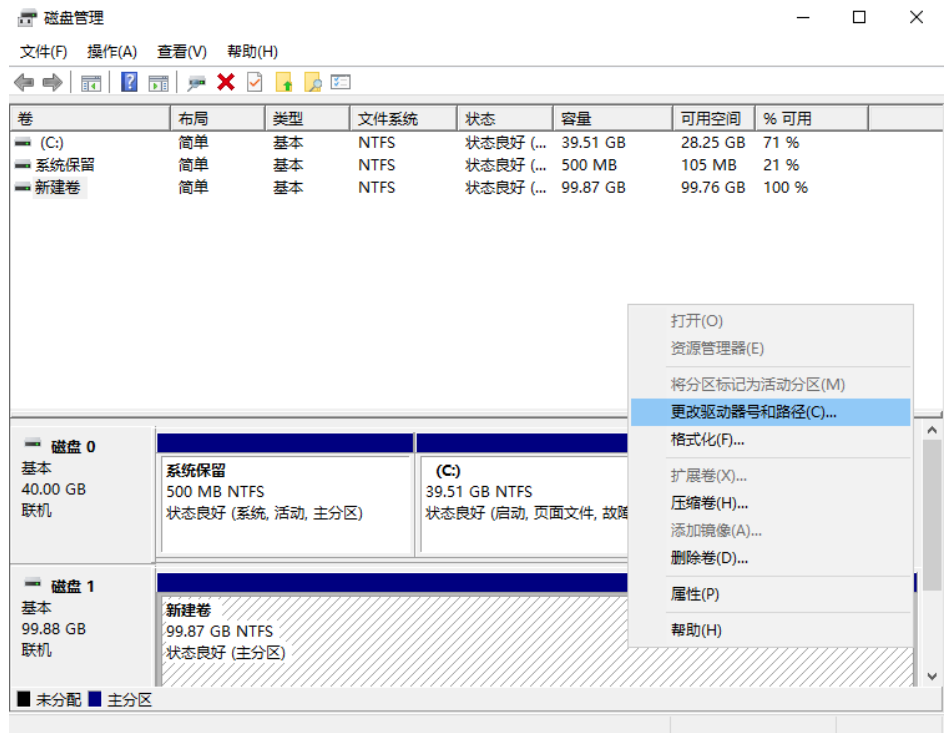 磁盘管理
文件(F) 操作(A) 查看(V) 帮助(H)
卷 布局 类型 文件系统 状态 容量 可用空间 % 可用
(C:) 简单 基本 NTFS 状态良好 (... 39.51 GB 28.25 GB 71 %
系统保留 简单 基本 NTFS 状态良好 (... 500 MB 105 MB 21 %
新建卷 简单 基本 NTFS 状态良好 (... 99.87 GB 99.76 GB 100 %
打开(O)
资源管理器(E)
将分区标记为活动分区(M)
更改驱动器号和路径(C)...
格式化(F)...
扩展卷(X)...
压缩卷(H)...
添加镜像(A)...
删除卷(D)...
属性(P)
帮助(H)
磁盘 0
基本
40.00 GB
联机
系统保留
500 MB NTFS
状态良好 (系统, 活动, 主分区)
(C:)
39.51 GB NTFS
状态良好 (启动, 页面文件, 故障
磁盘 1
基本
99.88 GB
联机
新建卷
99.87 GB NTFS
状态良好 (主分区)
未分配 主分区